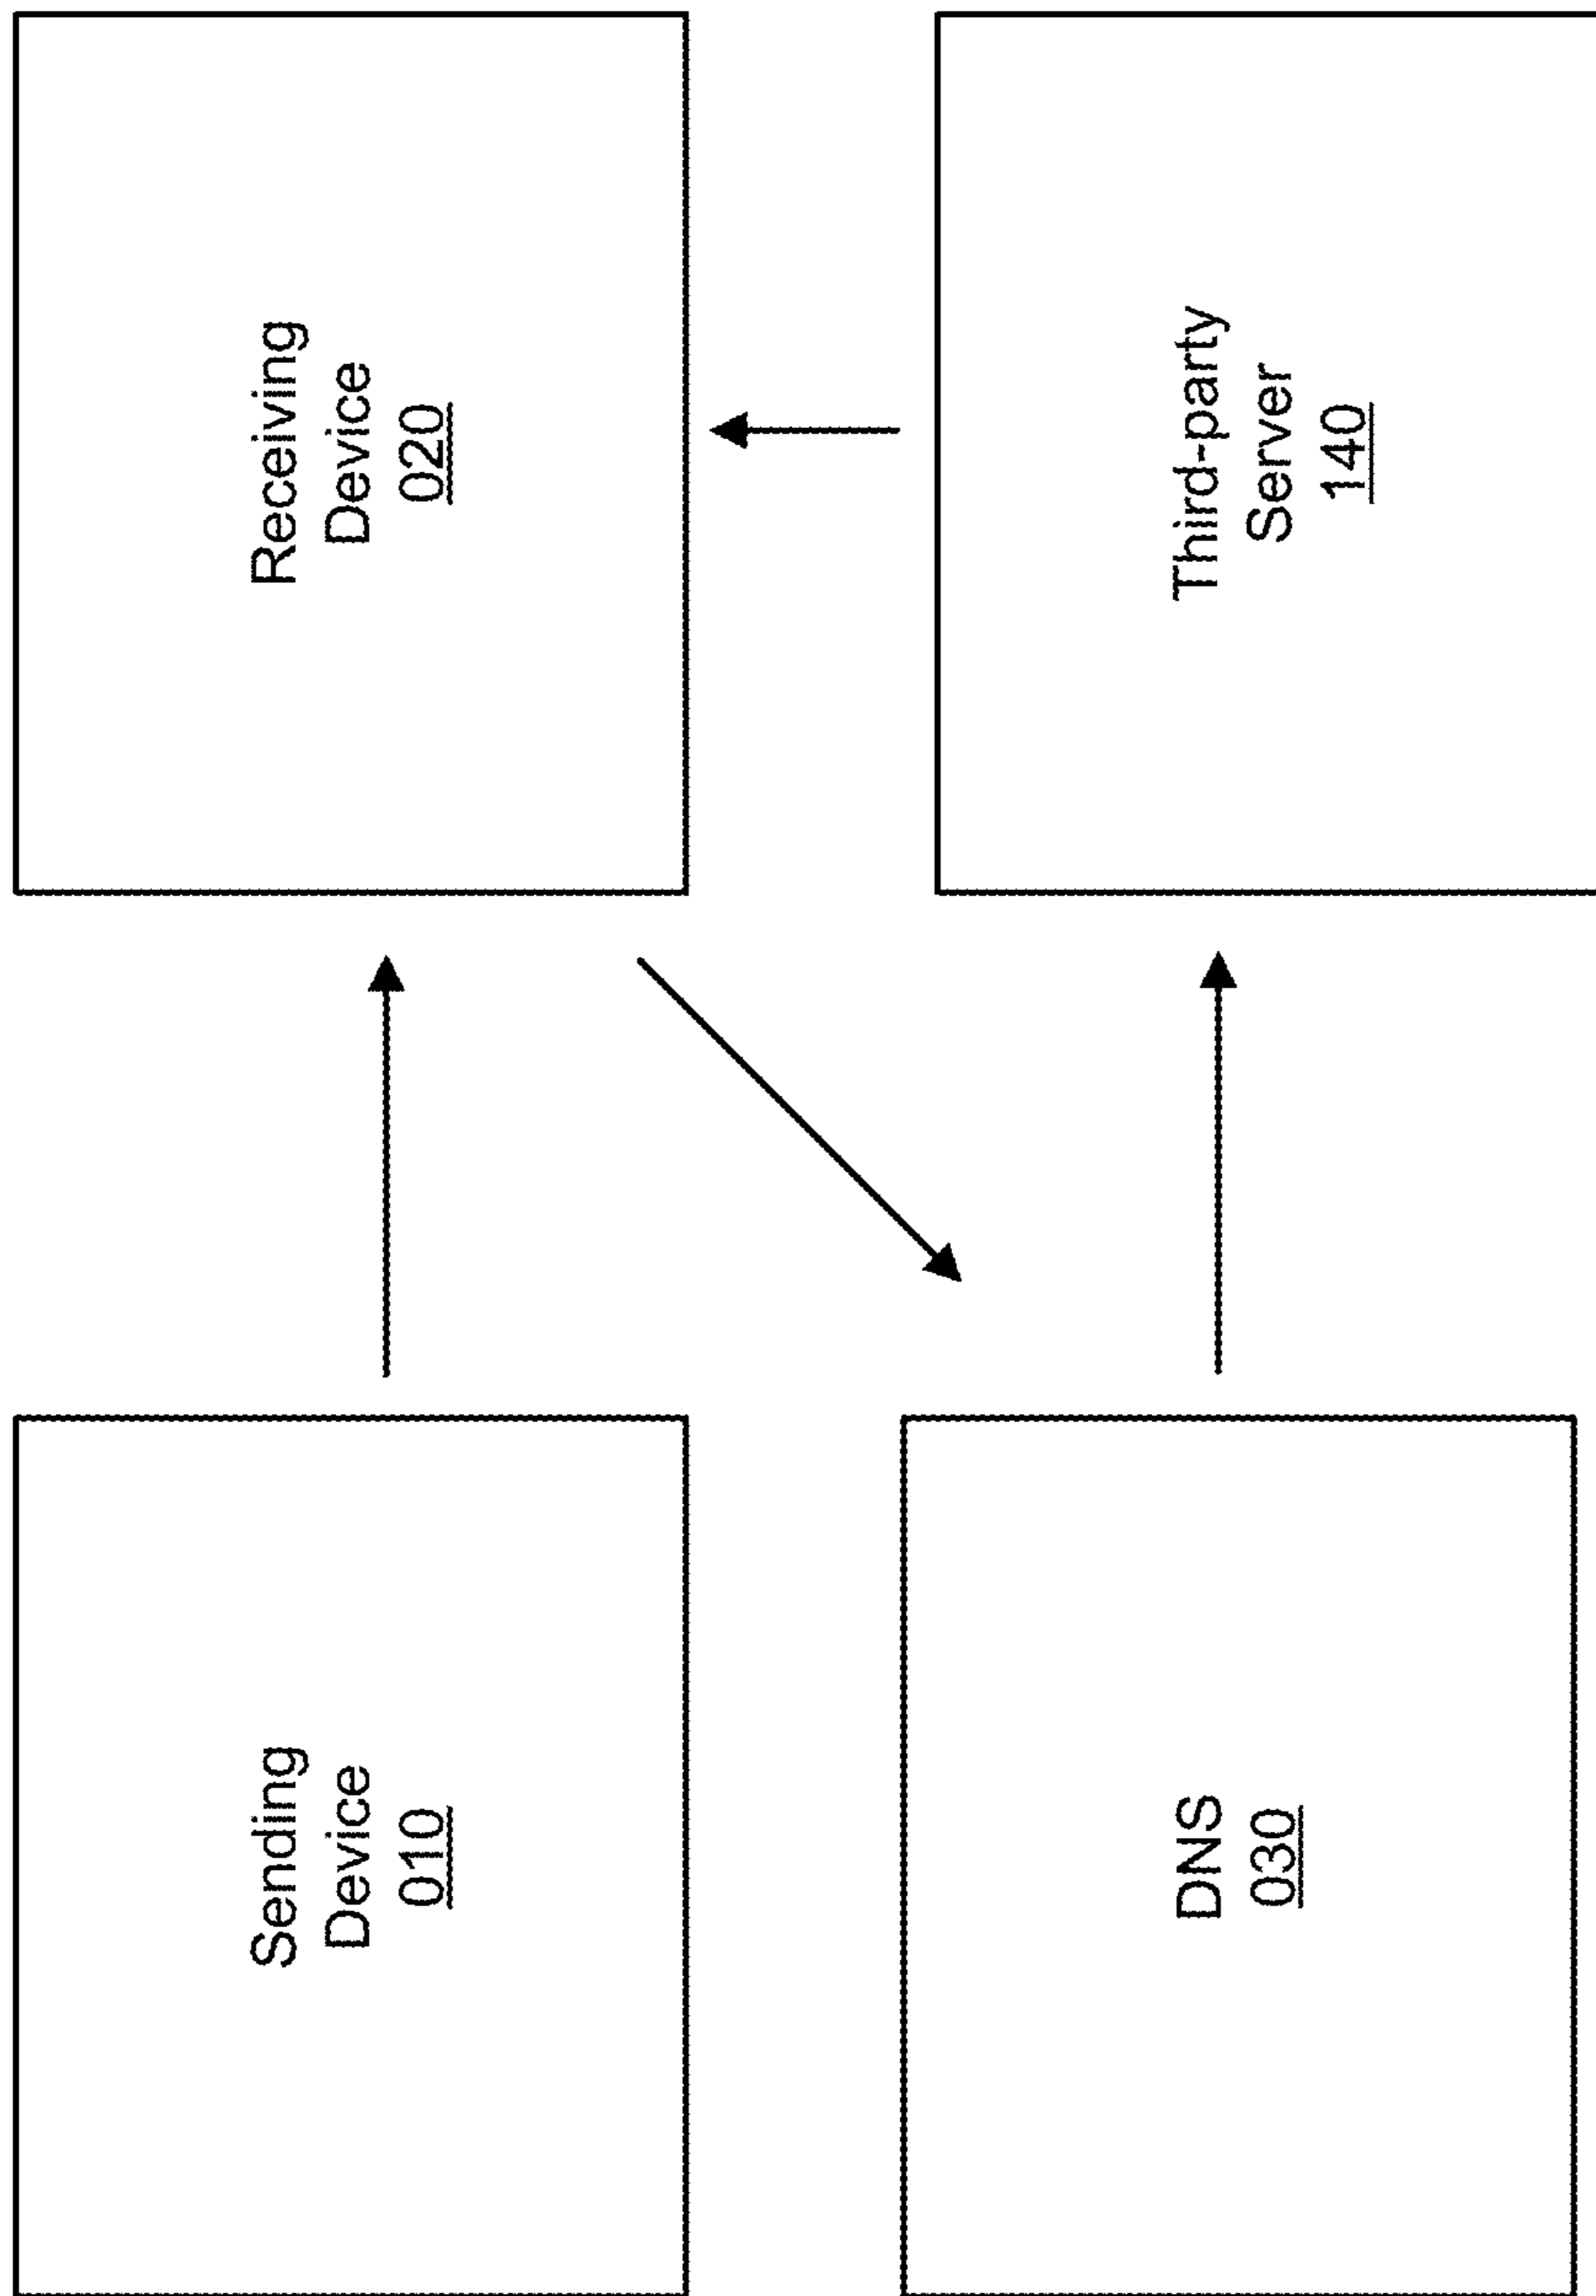 Sending
Device
010
Receiving
Device
020
DNS
030
Third-party
Server
140